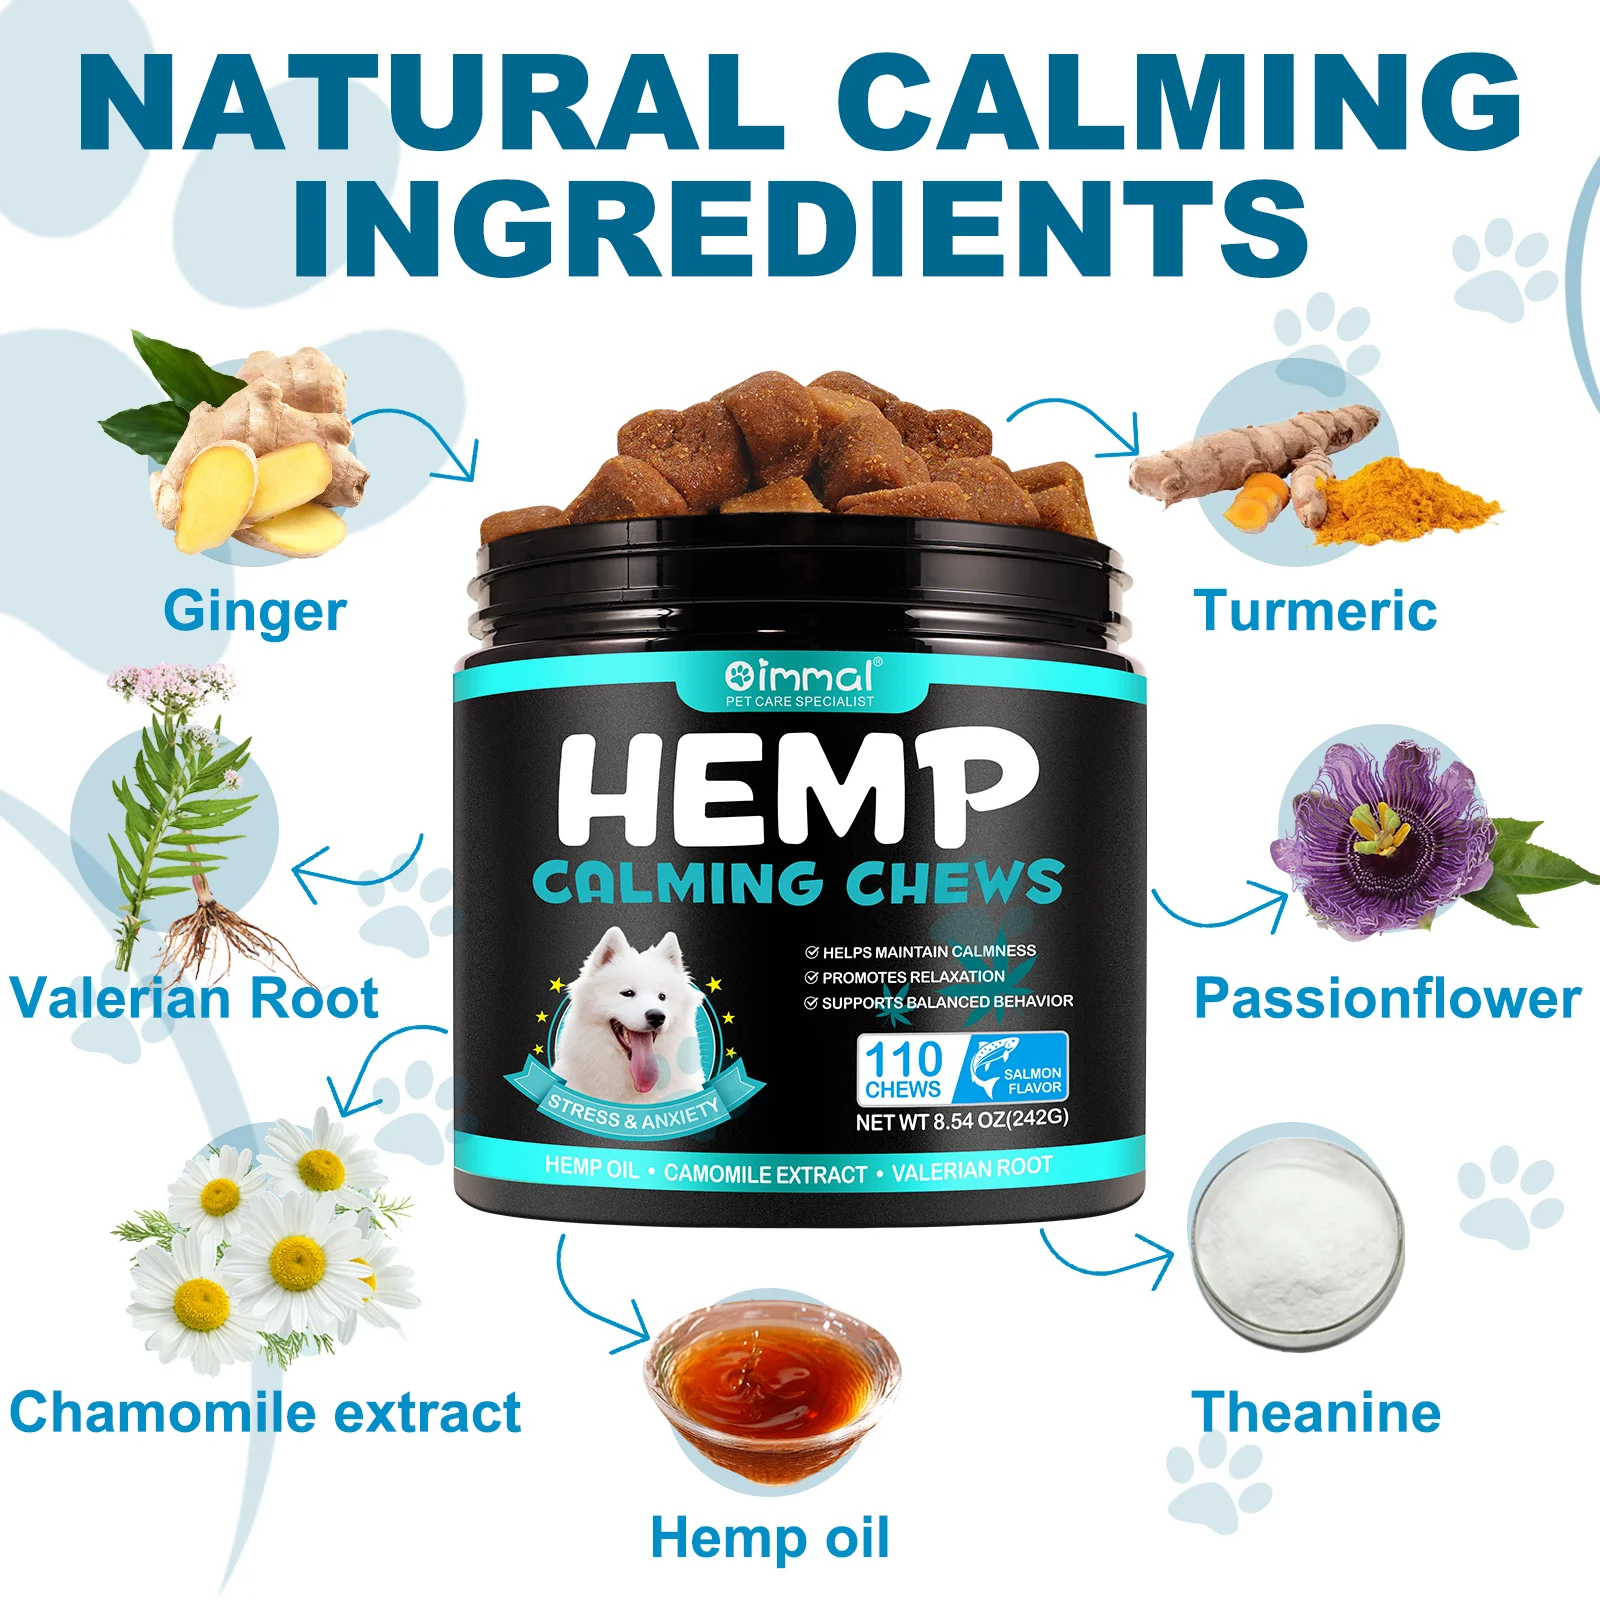 NATURAL CALMING
INGREDIENTS
Ginger
Turmeric
Oimmal®
PET CARE SPECIALIST
HEMP
CALMING CHEWS
HELPS MAINTAIN CALMNESS
PROMOTES RELAXATION
SUPPORTS BALANCED BEHAVIOR
110
CHEWS
SALMON
FLAVOR
NET WT 8.54 OZ(242G)
STRESS & ANXIETY
HEMP OIL • CAMOMILE EXTRACT • VALERIAN ROOT
Valerian Root
Passionflower
Chamomile extract
Theanine
Hemp oil